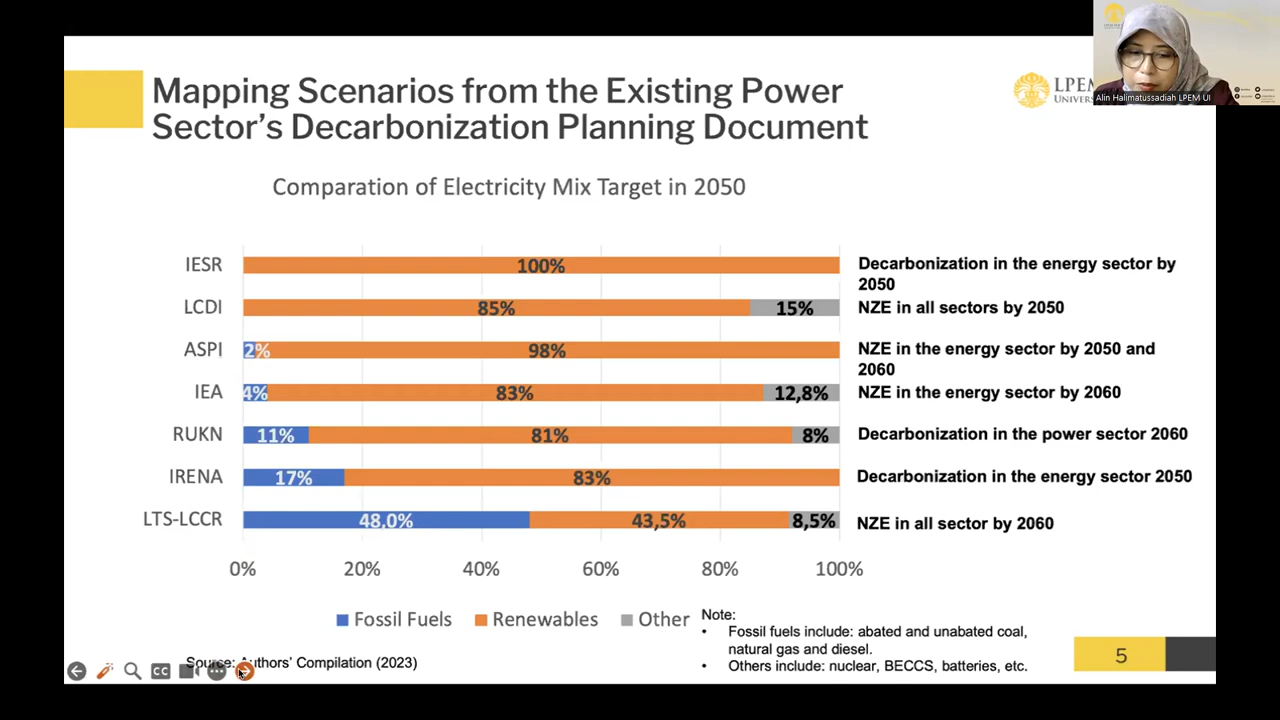 Mapping Scenarios from the Existing Power
Sector's Decarbonization Planning Document
Alin Halimatussadiah LPEM UI
Comparation of Electricity Mix Target in 2050
IESR 100% Decarbonization in the energy sector by
2050
LCDI 85% 15% NZE in all sectors by 2050
ASPI 2% 98% NZE in the energy sector by 2050 and
2060
IEA 4% 83% 12,8% NZE in the energy sector by 2060
RUKN 11% 81% 8% Decarbonization in the power sector 2060
IRENA 17% 83% Decarbonization in the energy sector 2050
LTS-LCCR 48.0% 43,5% 8,5% NZE in all sector by 2060
0% 20% 40% 60% 80% 100%
Fossil Fuels Renewables Other
Note:
• Fossil fuels include: abated and unabated coal,
natural gas and diesel.
• Others include: nuclear, BECCS, batteries, etc.
Source: Authors' Compilation (2023)
CC
5